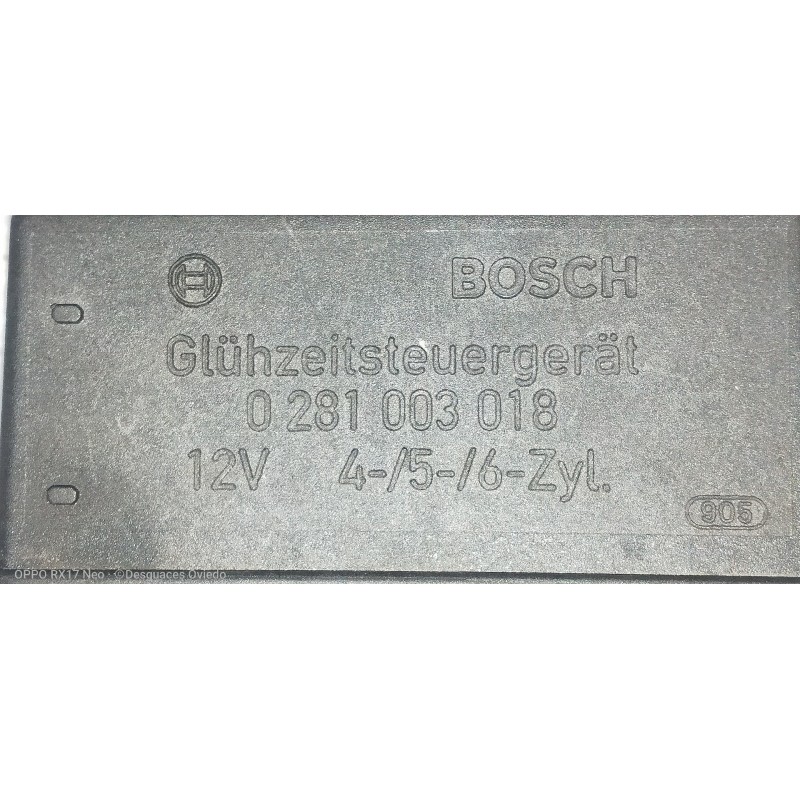 BOSCH
Glühzeitsteuergerät
0 281 003 018
12V 4-/5-/6-Zyl.
905
OPPO RX17 Neo · ©Desguaces Oviedo